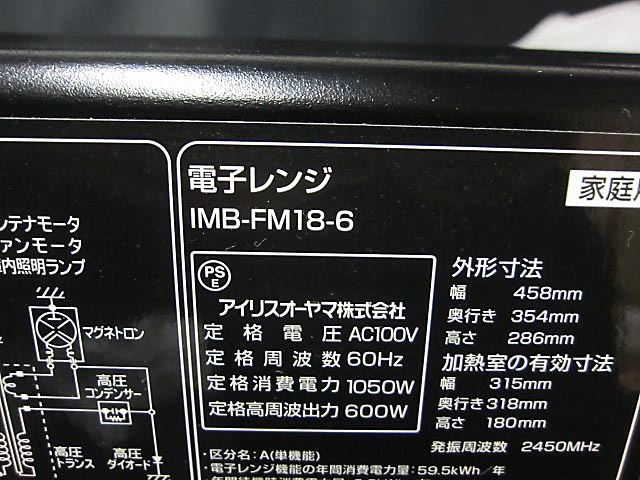 電子レンジ
IMB-FM18-6
家庭
PS
E
アイリスオーヤマ株式会社
定格電圧 AC100V
定格周波数 60Hz
定格消費電力 1050W
定格高周波出力 600W
外形寸法
幅 458mm
奥行き 354mm
高さ 286mm
加熱室の有効寸法
幅 315mm
奥行き 318mm
高さ 180mm
発振周波数 2450MHz
・区分名：A(単機能)
・電子レンジ機能の年間消費電力量：59.5kWh／年
ンテナモータ
ァンモータ
内照明ランプ
マグネトロン
高圧
コンデンサー
高圧
トランス
高圧
ダイオード